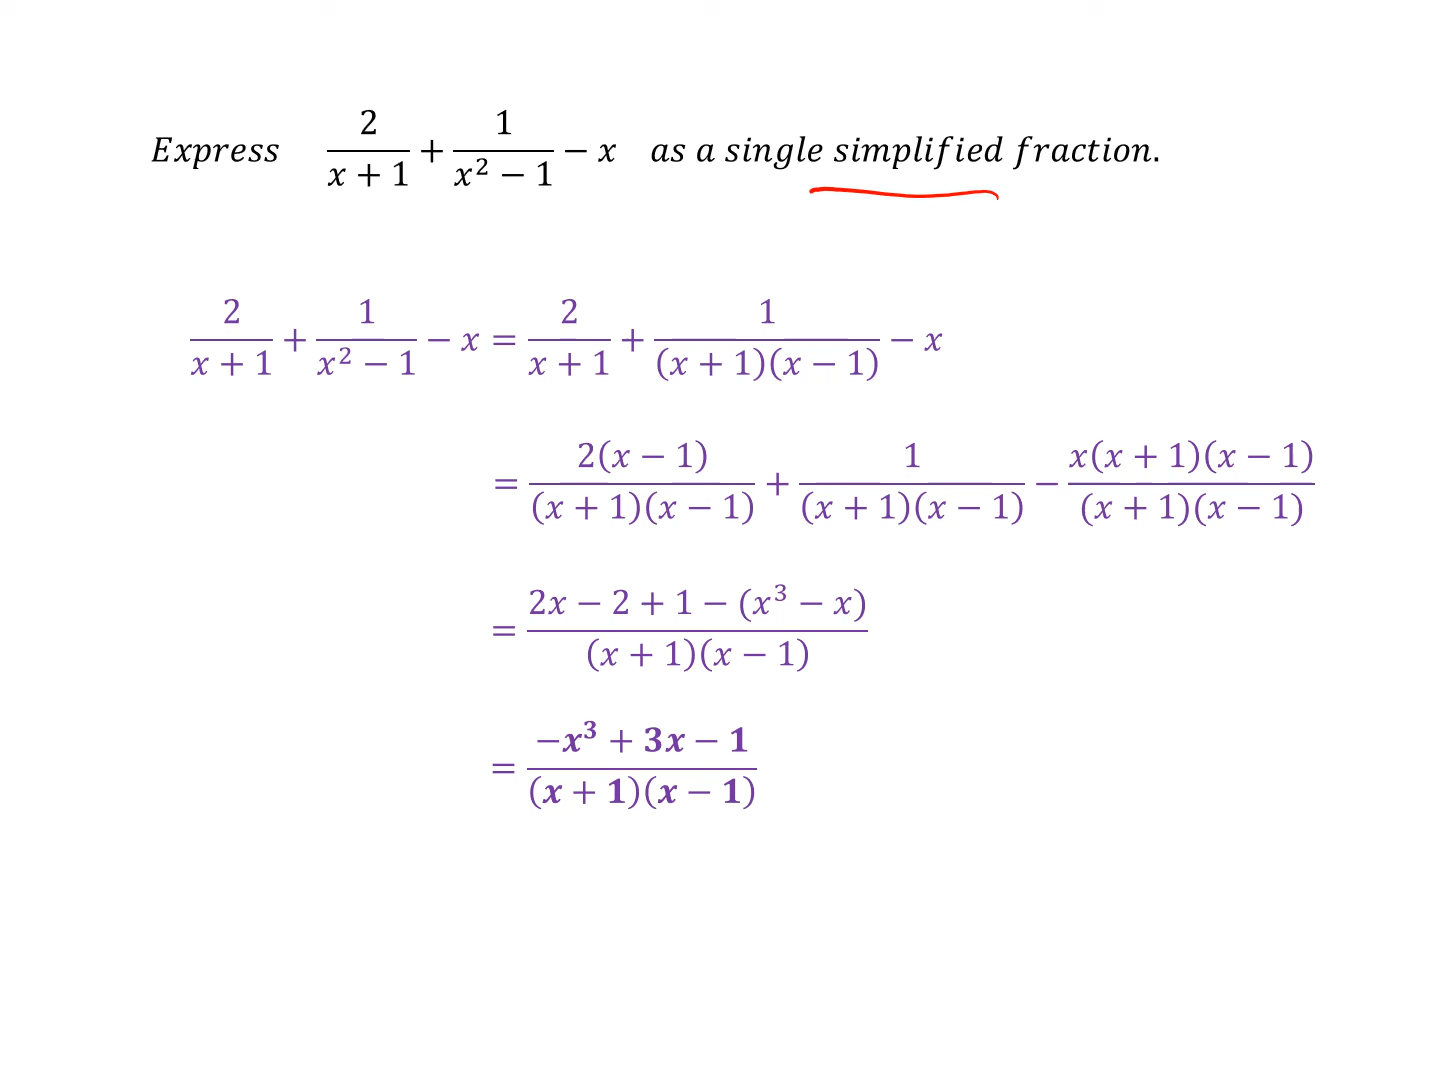 Express 2/(x + 1) + 1/(x² − 1) − x as a single simplified fraction.
2/(x + 1) + 1/(x² − 1) − x = 2/(x + 1) + 1/((x + 1)(x − 1)) − x
= 2(x − 1)/((x + 1)(x − 1)) + 1/((x + 1)(x − 1)) − x(x + 1)(x − 1)/((x + 1)(x − 1))
= (2x − 2 + 1 − (x³ − x))/((x + 1)(x − 1))
= (−x³ + 3x − 1)/((x + 1)(x − 1))